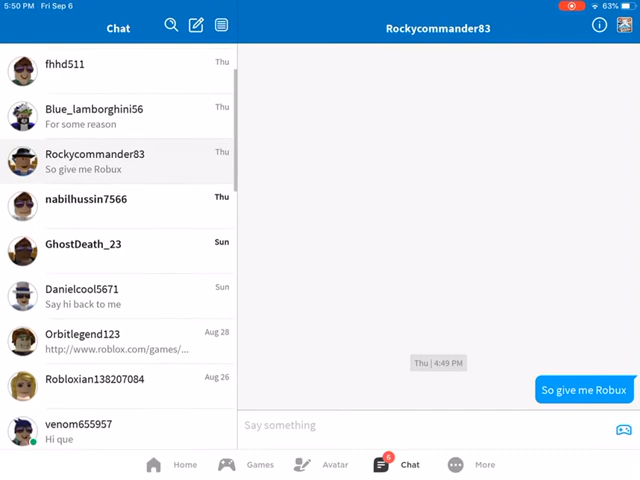 5:50 PM Fri Sep 6
63%
Chat
Rockycommander83
fhhd511
Thu
Blue_lamborghini56
Thu
For some reason
Rockycommander83
Thu
So give me Robux
nabilhussin7566
Thu
GhostDeath_23
Sun
Danielcool5671
Sun
Say hi back to me
Orbitlegend123
Aug 28
http://www.roblox.com/games/...
Robloxian138207084
Aug 26
venom655957
Hi que
Thu | 4:49 PM
So give me Robux
Say something
Home
Games
Avatar
6
Chat
More